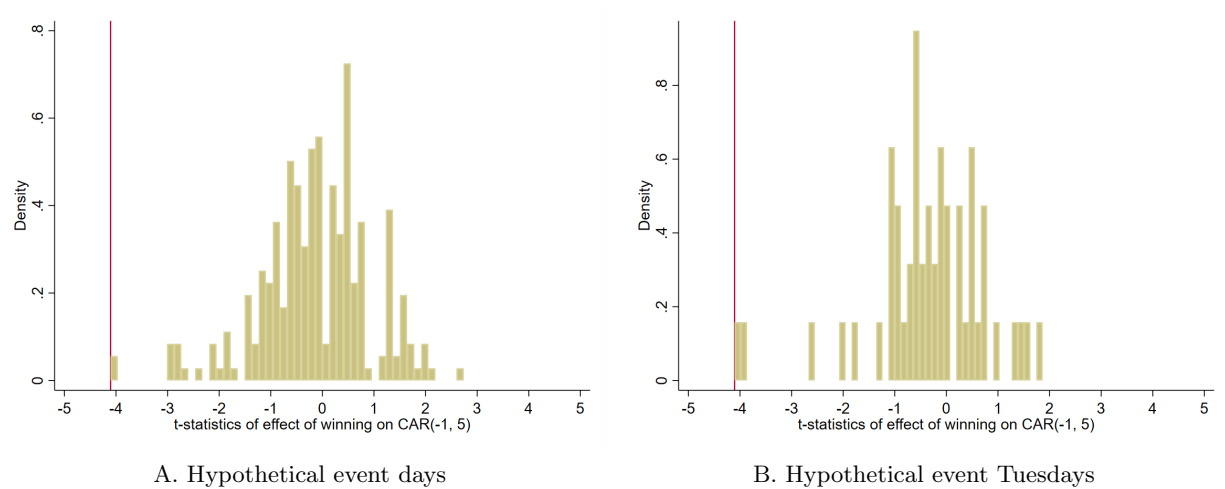 .8
.6
.4
.2
0
Density
-5 -4 -3 -2 -1 0 1 2 3 4 5
t-statistics of effect of winning on CAR(-1, 5)
A. Hypothetical event days
.8
.6
.4
.2
0
Density
-5 -4 -3 -2 -1 0 1 2 3 4 5
t-statistics of effect of winning on CAR(-1, 5)
B. Hypothetical event Tuesdays